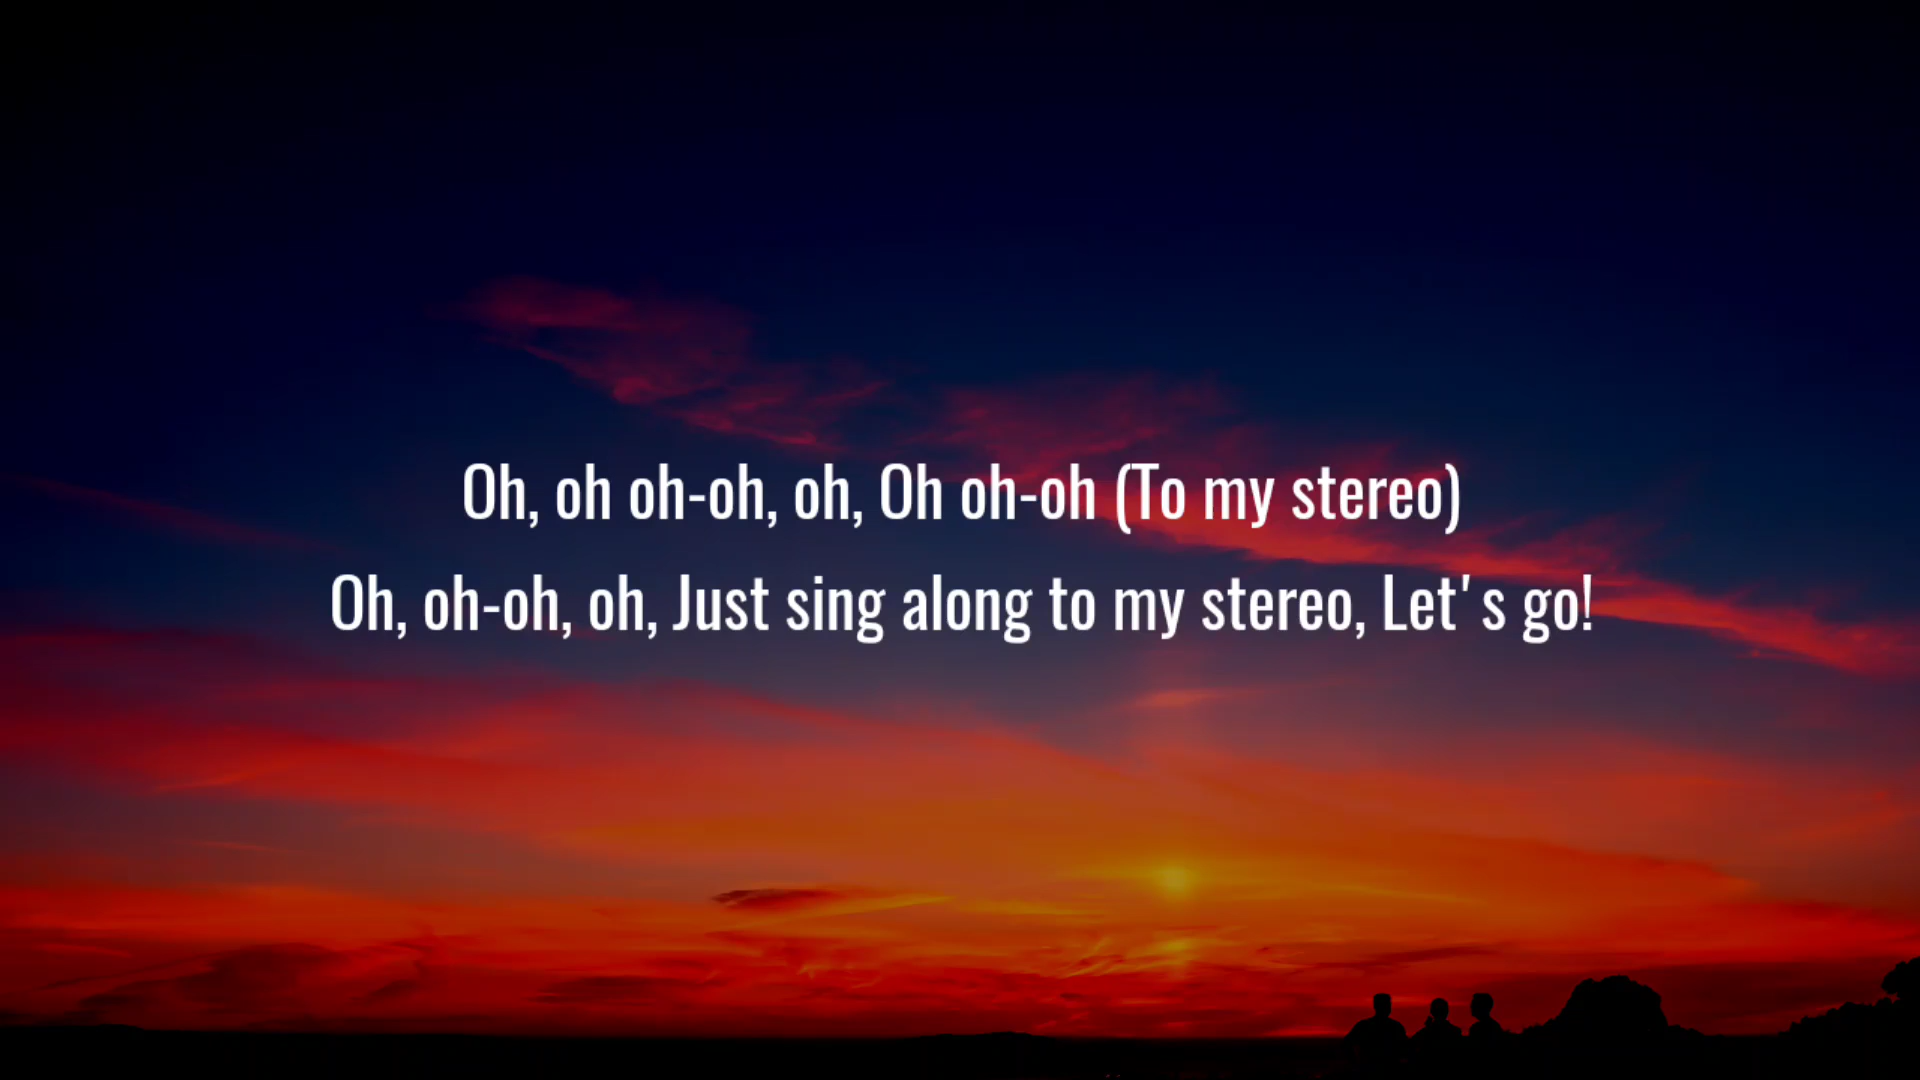 Oh, oh oh-oh, oh, Oh oh-oh (To my stereo)
Oh, oh-oh, oh, Just sing along to my stereo, Let's go!